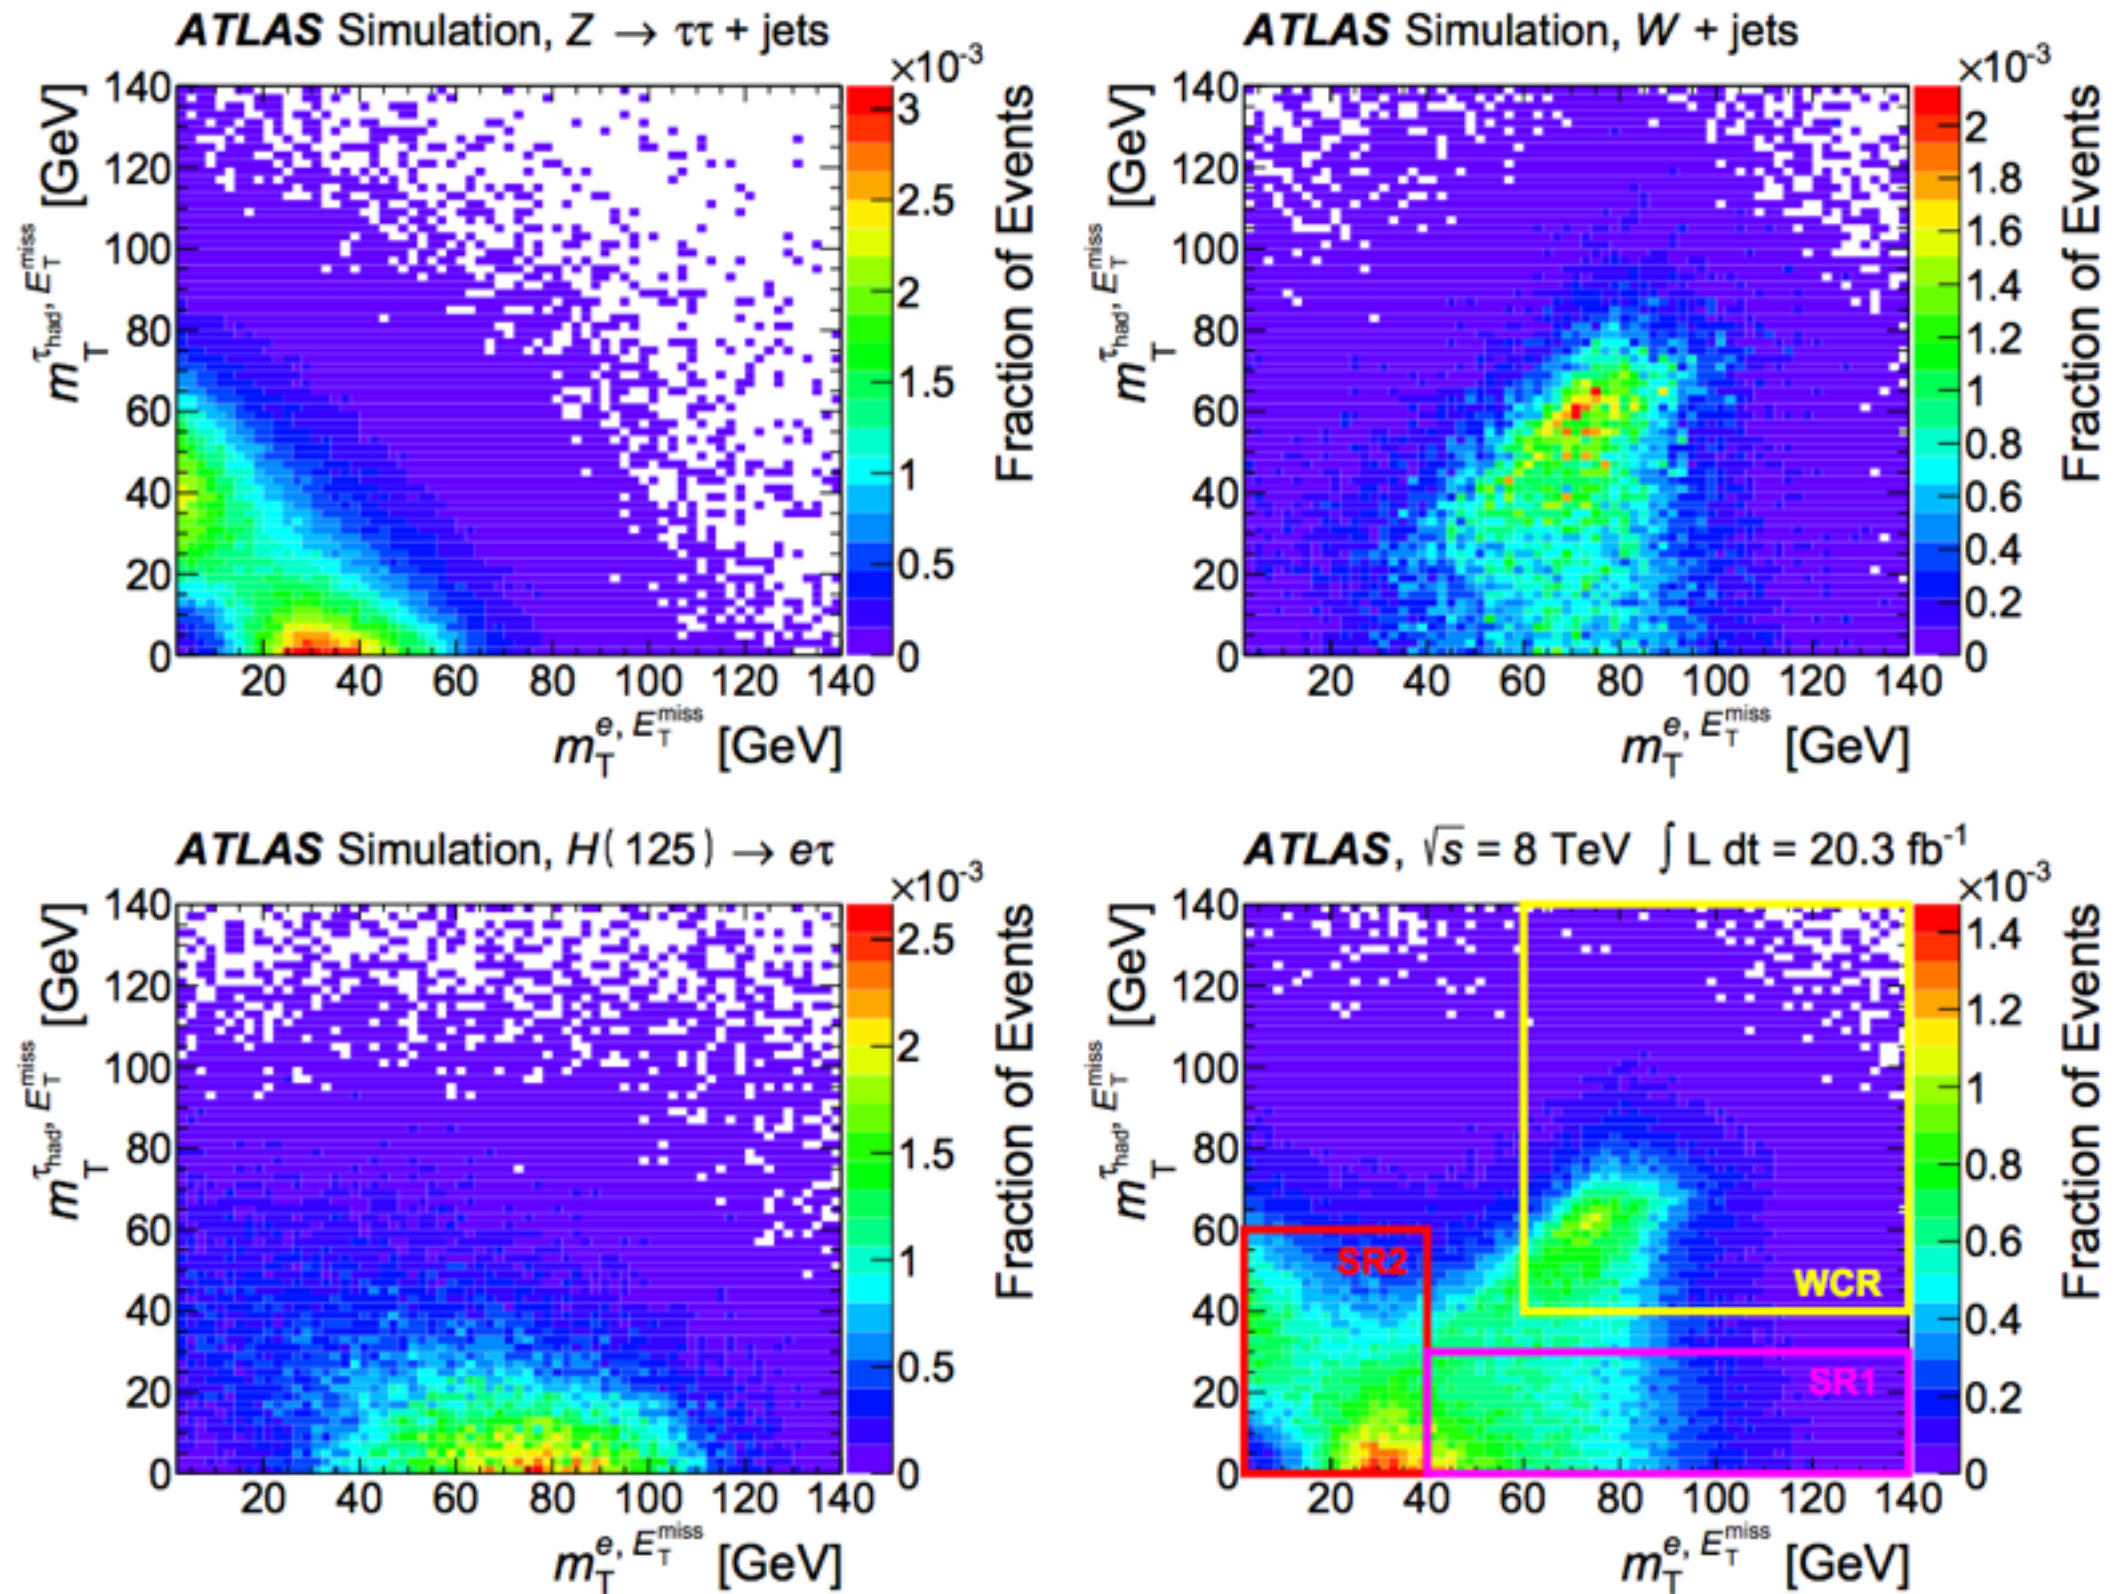 ATLAS Simulation, Z → ττ + jets
×10⁻³
m_T^{τ_had, E_T^miss} [GeV]
140
120
100
80
60
40
20
0
20 40 60 80 100 120 140
m_T^{e, E_T^miss} [GeV]
3
2.5
2
1.5
1
0.5
0
Fraction of Events
ATLAS Simulation, W + jets
×10⁻³
m_T^{τ_had, E_T^miss} [GeV]
140
120
100
80
60
40
20
0
20 40 60 80 100 120 140
m_T^{e, E_T^miss} [GeV]
2
1.8
1.6
1.4
1.2
1
0.8
0.6
0.4
0.2
0
Fraction of Events
ATLAS Simulation, H(125) → eτ
×10⁻³
m_T^{τ_had, E_T^miss} [GeV]
140
120
100
80
60
40
20
0
20 40 60 80 100 120 140
m_T^{e, E_T^miss} [GeV]
2.5
2
1.5
1
0.5
0
Fraction of Events
ATLAS, √s = 8 TeV ∫ L dt = 20.3 fb⁻¹
×10⁻³
m_T^{τ_had, E_T^miss} [GeV]
140
120
100
80
60
40
20
0
SR2
WCR
SR1
20 40 60 80 100 120 140
m_T^{e, E_T^miss} [GeV]
1.4
1.2
1
0.8
0.6
0.4
0.2
0
Fraction of Events